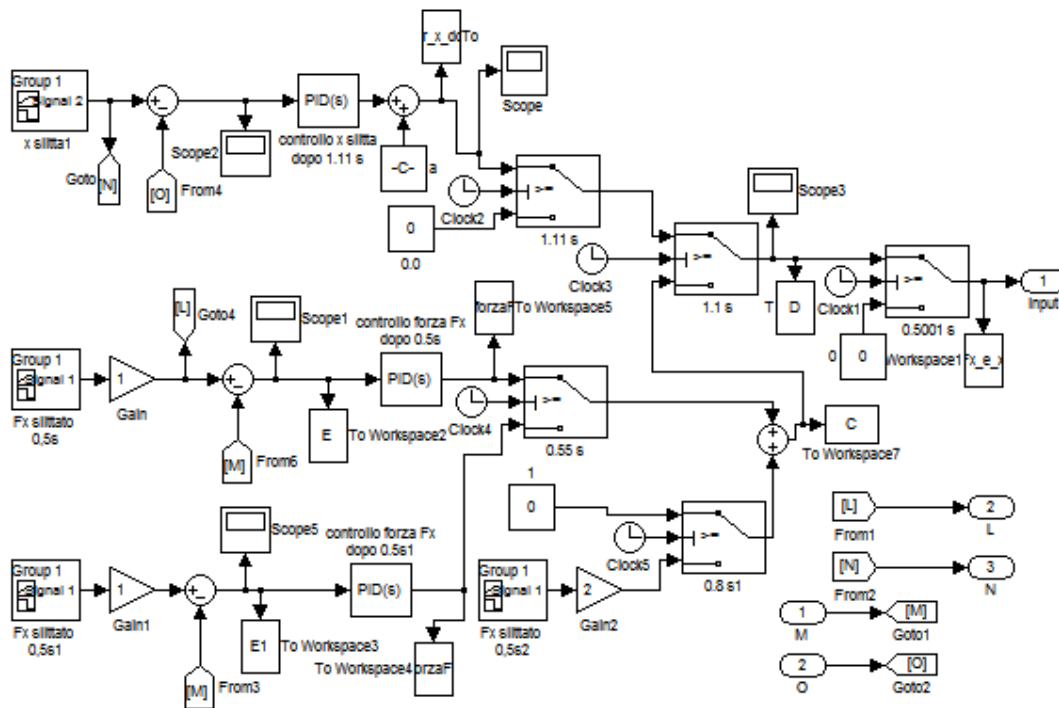 r_x_dcTo
Group 1
Signal 2
x slitta1
PID(s)
controllo x slitta
dopo 1.11 s
Scope
Scope2
Goto
[N]
[O]
From4
-C-
a
Clock2
>=
1.11 s
0
0.0
Scope3
Clock3
>=
1.1 s
T
D
Clock1
>=
0.5001 s
1
Input
0
0
Workspace1
Fx_e_x
[L]
Goto4
Scope1
controllo forza Fx
dopo 0.5s
forzaF
To Workspace5
Group 1
Signal 1
Fx slittato
0,5s
1
Gain
PID(s)
E
To Workspace2
[M]
From6
Clock4
>=
0.55 s
C
To Workspace7
1
0
Scope5
controllo forza Fx
dopo 0.5s1
Group 1
Signal 1
Fx slittato
0,5s1
1
Gain1
PID(s)
E1
To Workspace3
[M]
From3
To Workspace4
orzaF
Group 1
Signal 1
Fx slittato
0,5s2
2
Gain2
Clock5
>=
0.8 s1
[L]
From1
2
L
[N]
From2
3
N
1
M
[M]
Goto1
2
O
[O]
Goto2